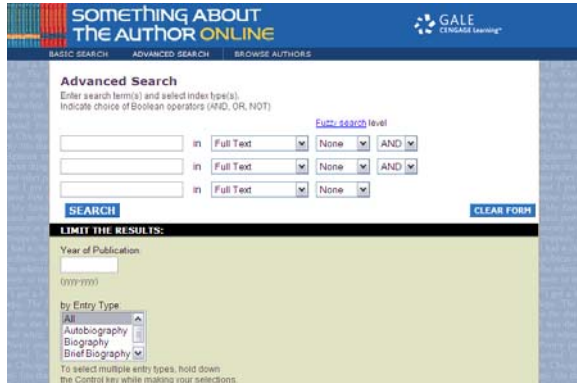 SOMETHING ABOUT
THE AUTHOR ONLINE
GALE
CENGAGE Learning™
BASIC SEARCH ADVANCED SEARCH BROWSE AUTHORS
Advanced Search
Enter search term(s) and select index type(s).
Indicate choice of Boolean operators (AND, OR, NOT)
Fuzzy search level
in Full Text None AND
in Full Text None AND
in Full Text None
SEARCH CLEAR FORM
LIMIT THE RESULTS:
Year of Publication:
(yyyy-yyyy)
by Entry Type:
All
Autobiography
Biography
Brief Biography
To select multiple entry types, hold down
the Control key while making your selections.